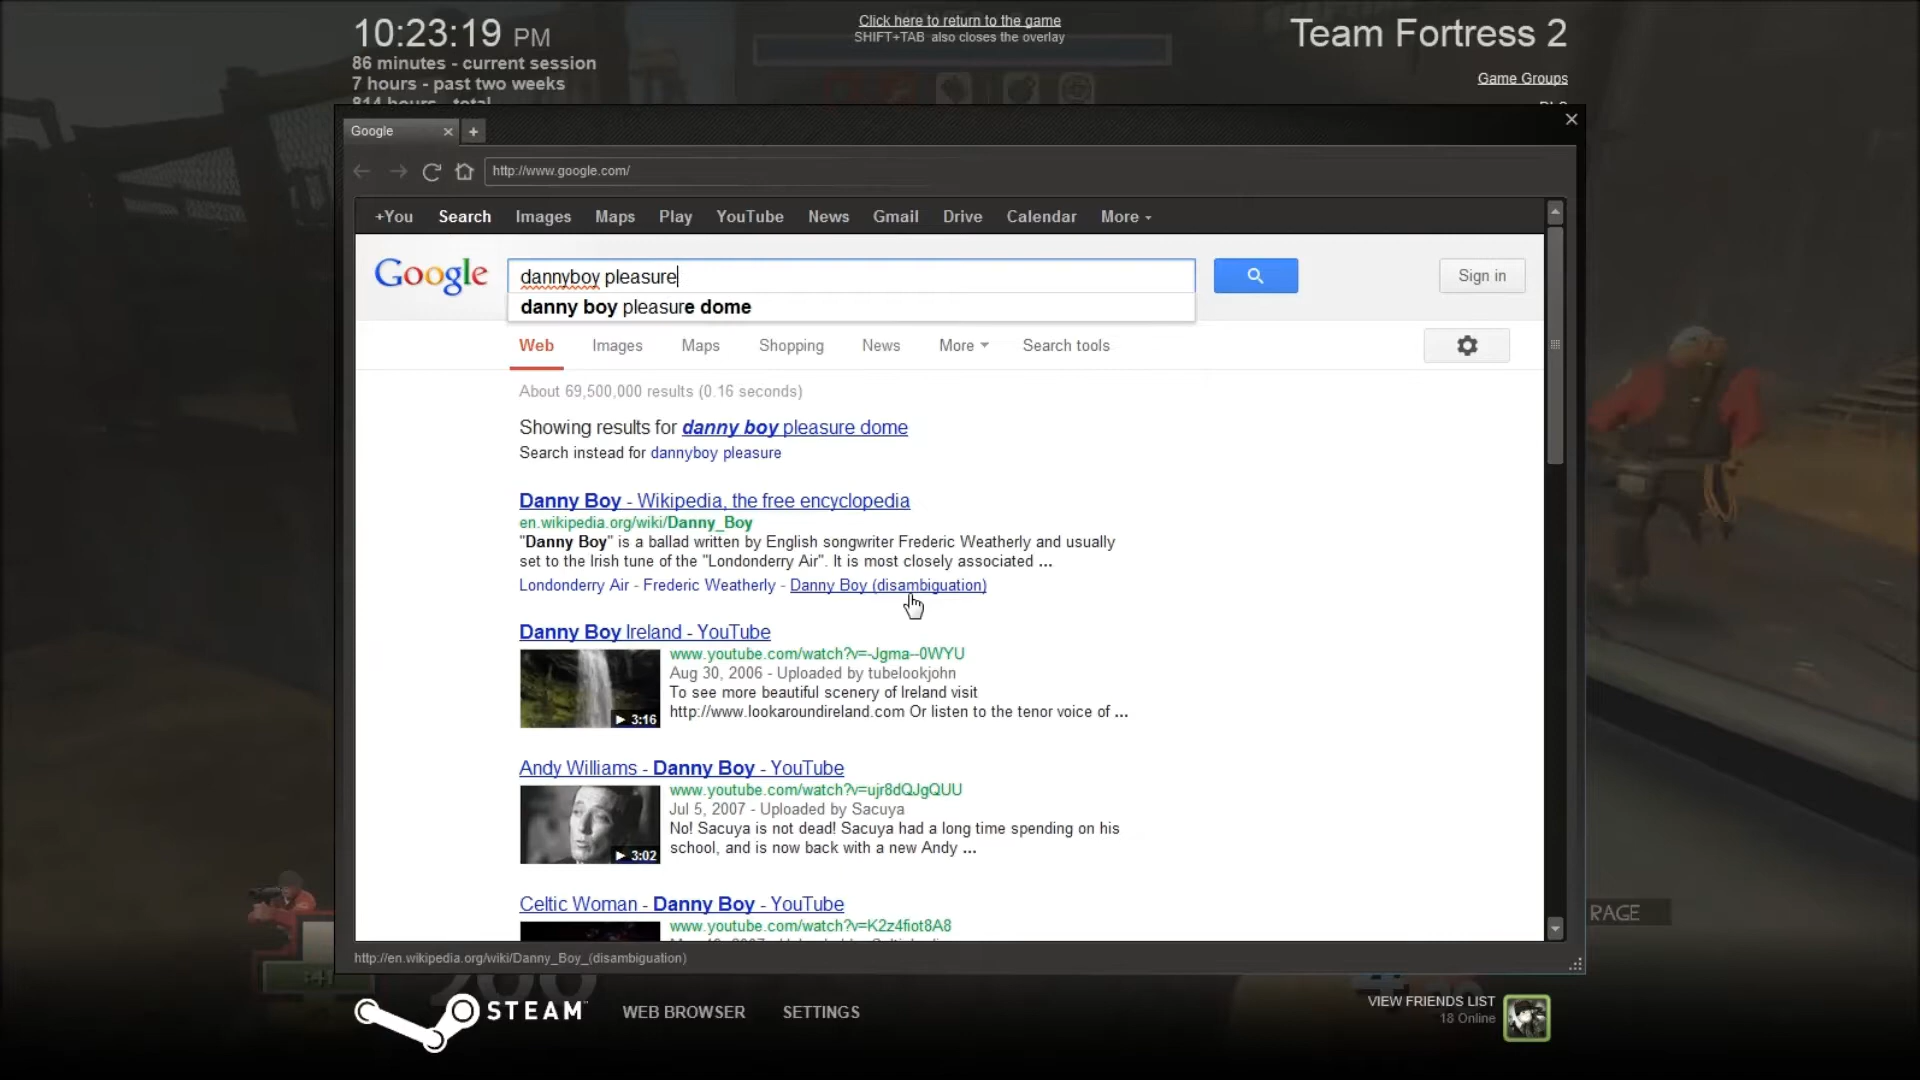 10:23:19 PM
86 minutes - current session
7 hours - past two weeks
814 hours - total
Click here to return to the game
SHIFT+TAB also closes the overlay
Team Fortress 2
Game Groups
Google
http://www.google.com/
+You Search Images Maps Play YouTube News Gmail Drive Calendar More
Google
dannyboy pleasure
Sign in
danny boy pleasure dome
Web Images Maps Shopping News More Search tools
About 69,500,000 results (0.16 seconds)
Showing results for danny boy pleasure dome
Search instead for dannyboy pleasure
Danny Boy - Wikipedia, the free encyclopedia
en.wikipedia.org/wiki/Danny_Boy
"Danny Boy" is a ballad written by English songwriter Frederic Weatherly and usually
set to the Irish tune of the "Londonderry Air". It is most closely associated ...
Londonderry Air - Frederic Weatherly - Danny Boy (disambiguation)
Danny Boy Ireland - YouTube
www.youtube.com/watch?v=-Jgma--0WYU
Aug 30, 2006 - Uploaded by tubelookjohn
To see more beautiful scenery of Ireland visit
http://www.lookaroundireland.com Or listen to the tenor voice of ...
3:16
Andy Williams - Danny Boy - YouTube
www.youtube.com/watch?v=ujr8dQJgQUU
Jul 5, 2007 - Uploaded by Sacuya
No! Sacuya is not dead! Sacuya had a long time spending on his
school, and is now back with a new Andy ...
3:02
Celtic Woman - Danny Boy - YouTube
www.youtube.com/watch?v=K2z4fiot8A8
RAGE
http://en.wikipedia.org/wiki/Danny_Boy_(disambiguation)
STEAM™
WEB BROWSER
SETTINGS
VIEW FRIENDS LIST
18 Online